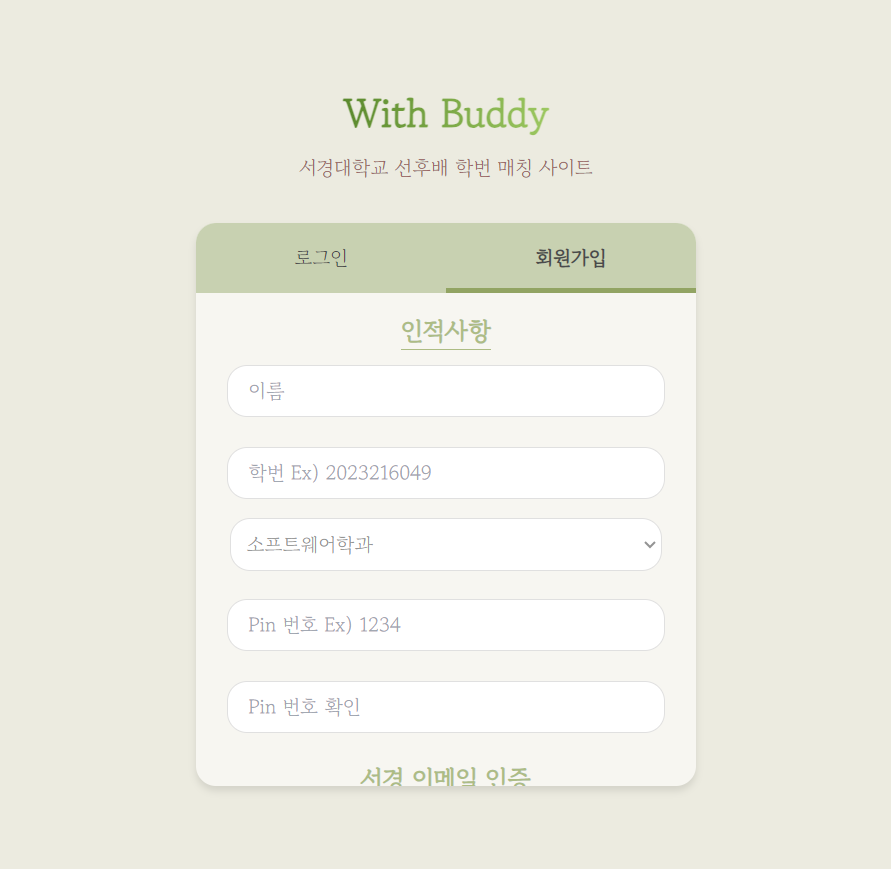 With Buddy
서경대학교 선후배 학번 매칭 사이트
로그인 회원가입
인적사항
이름
학번 Ex) 2023216049
소프트웨어학과
Pin 번호 Ex) 1234
Pin 번호 확인
서경 이메일 인증